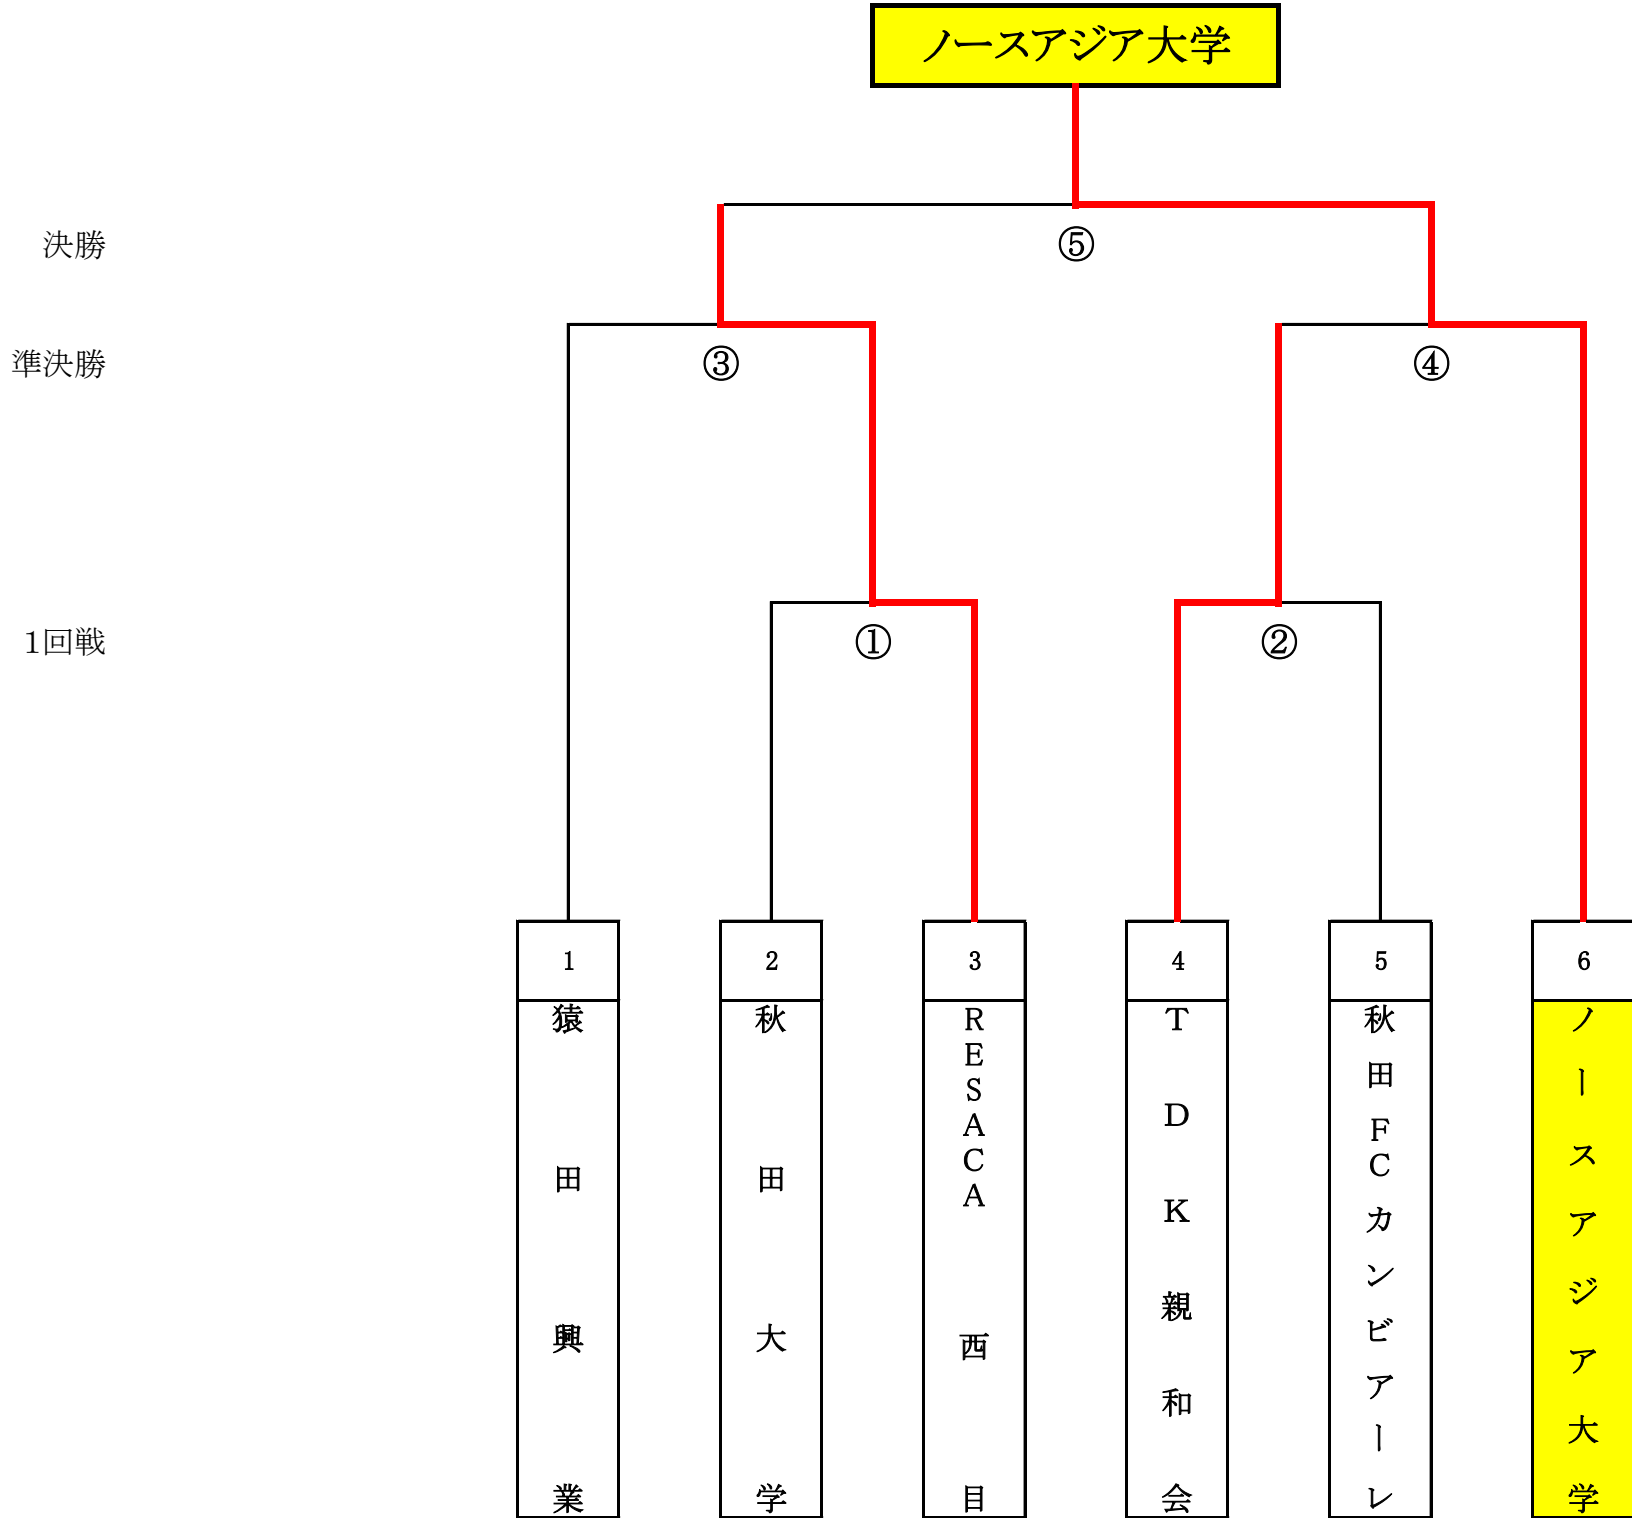 ノースアジア大学
決勝
⑤
準決勝
③
④
1回戦
①
②
1
2
3
4
5
6
猿田興業
秋田大学
RESACA西目
TDK親和会
秋田FCカンビアーレ
ノースアジア大学